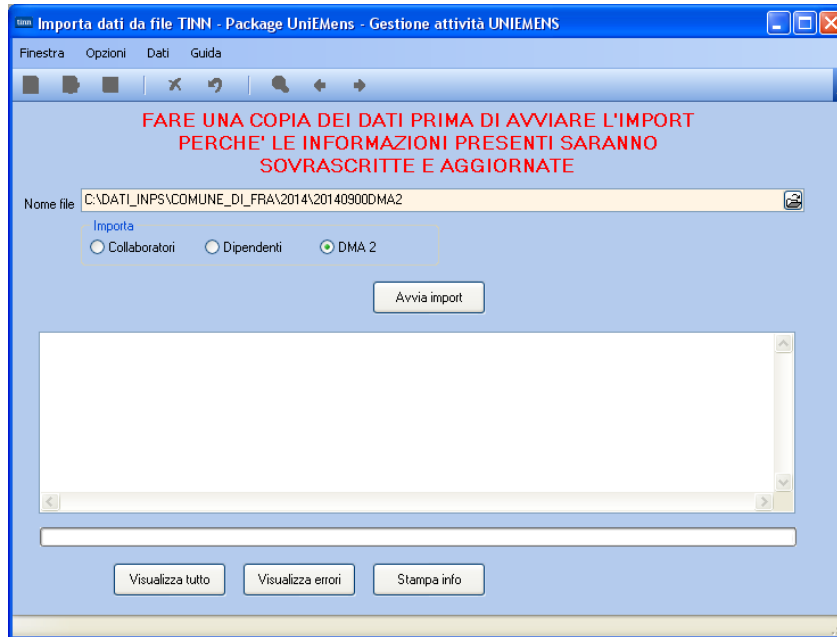 tinn Importa dati da file TINN - Package UniEMens - Gestione attività UNIEMENS
Finestra Opzioni Dati Guida
FARE UNA COPIA DEI DATI PRIMA DI AVVIARE L'IMPORT
PERCHE' LE INFORMAZIONI PRESENTI SARANNO
SOVRASCRITTE E AGGIORNATE
Nome file C:\DATI_INPS\COMUNE_DI_FRA\2014\20140900DMA2
Importa
Collaboratori Dipendenti DMA 2
Avvia import
Visualizza tutto Visualizza errori Stampa info